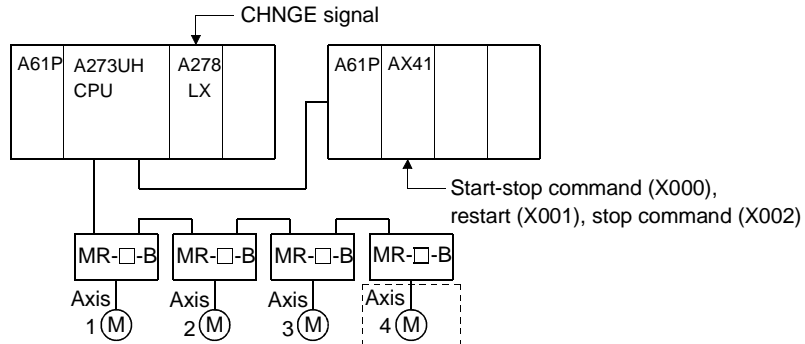 CHNGE signal
A61P A273UH CPU A278 LX
A61P AX41
Start-stop command (X000),
restart (X001), stop command (X002)
MR-□-B MR-□-B MR-□-B MR-□-B
Axis 1 M Axis 2 M Axis 3 M Axis 4 M